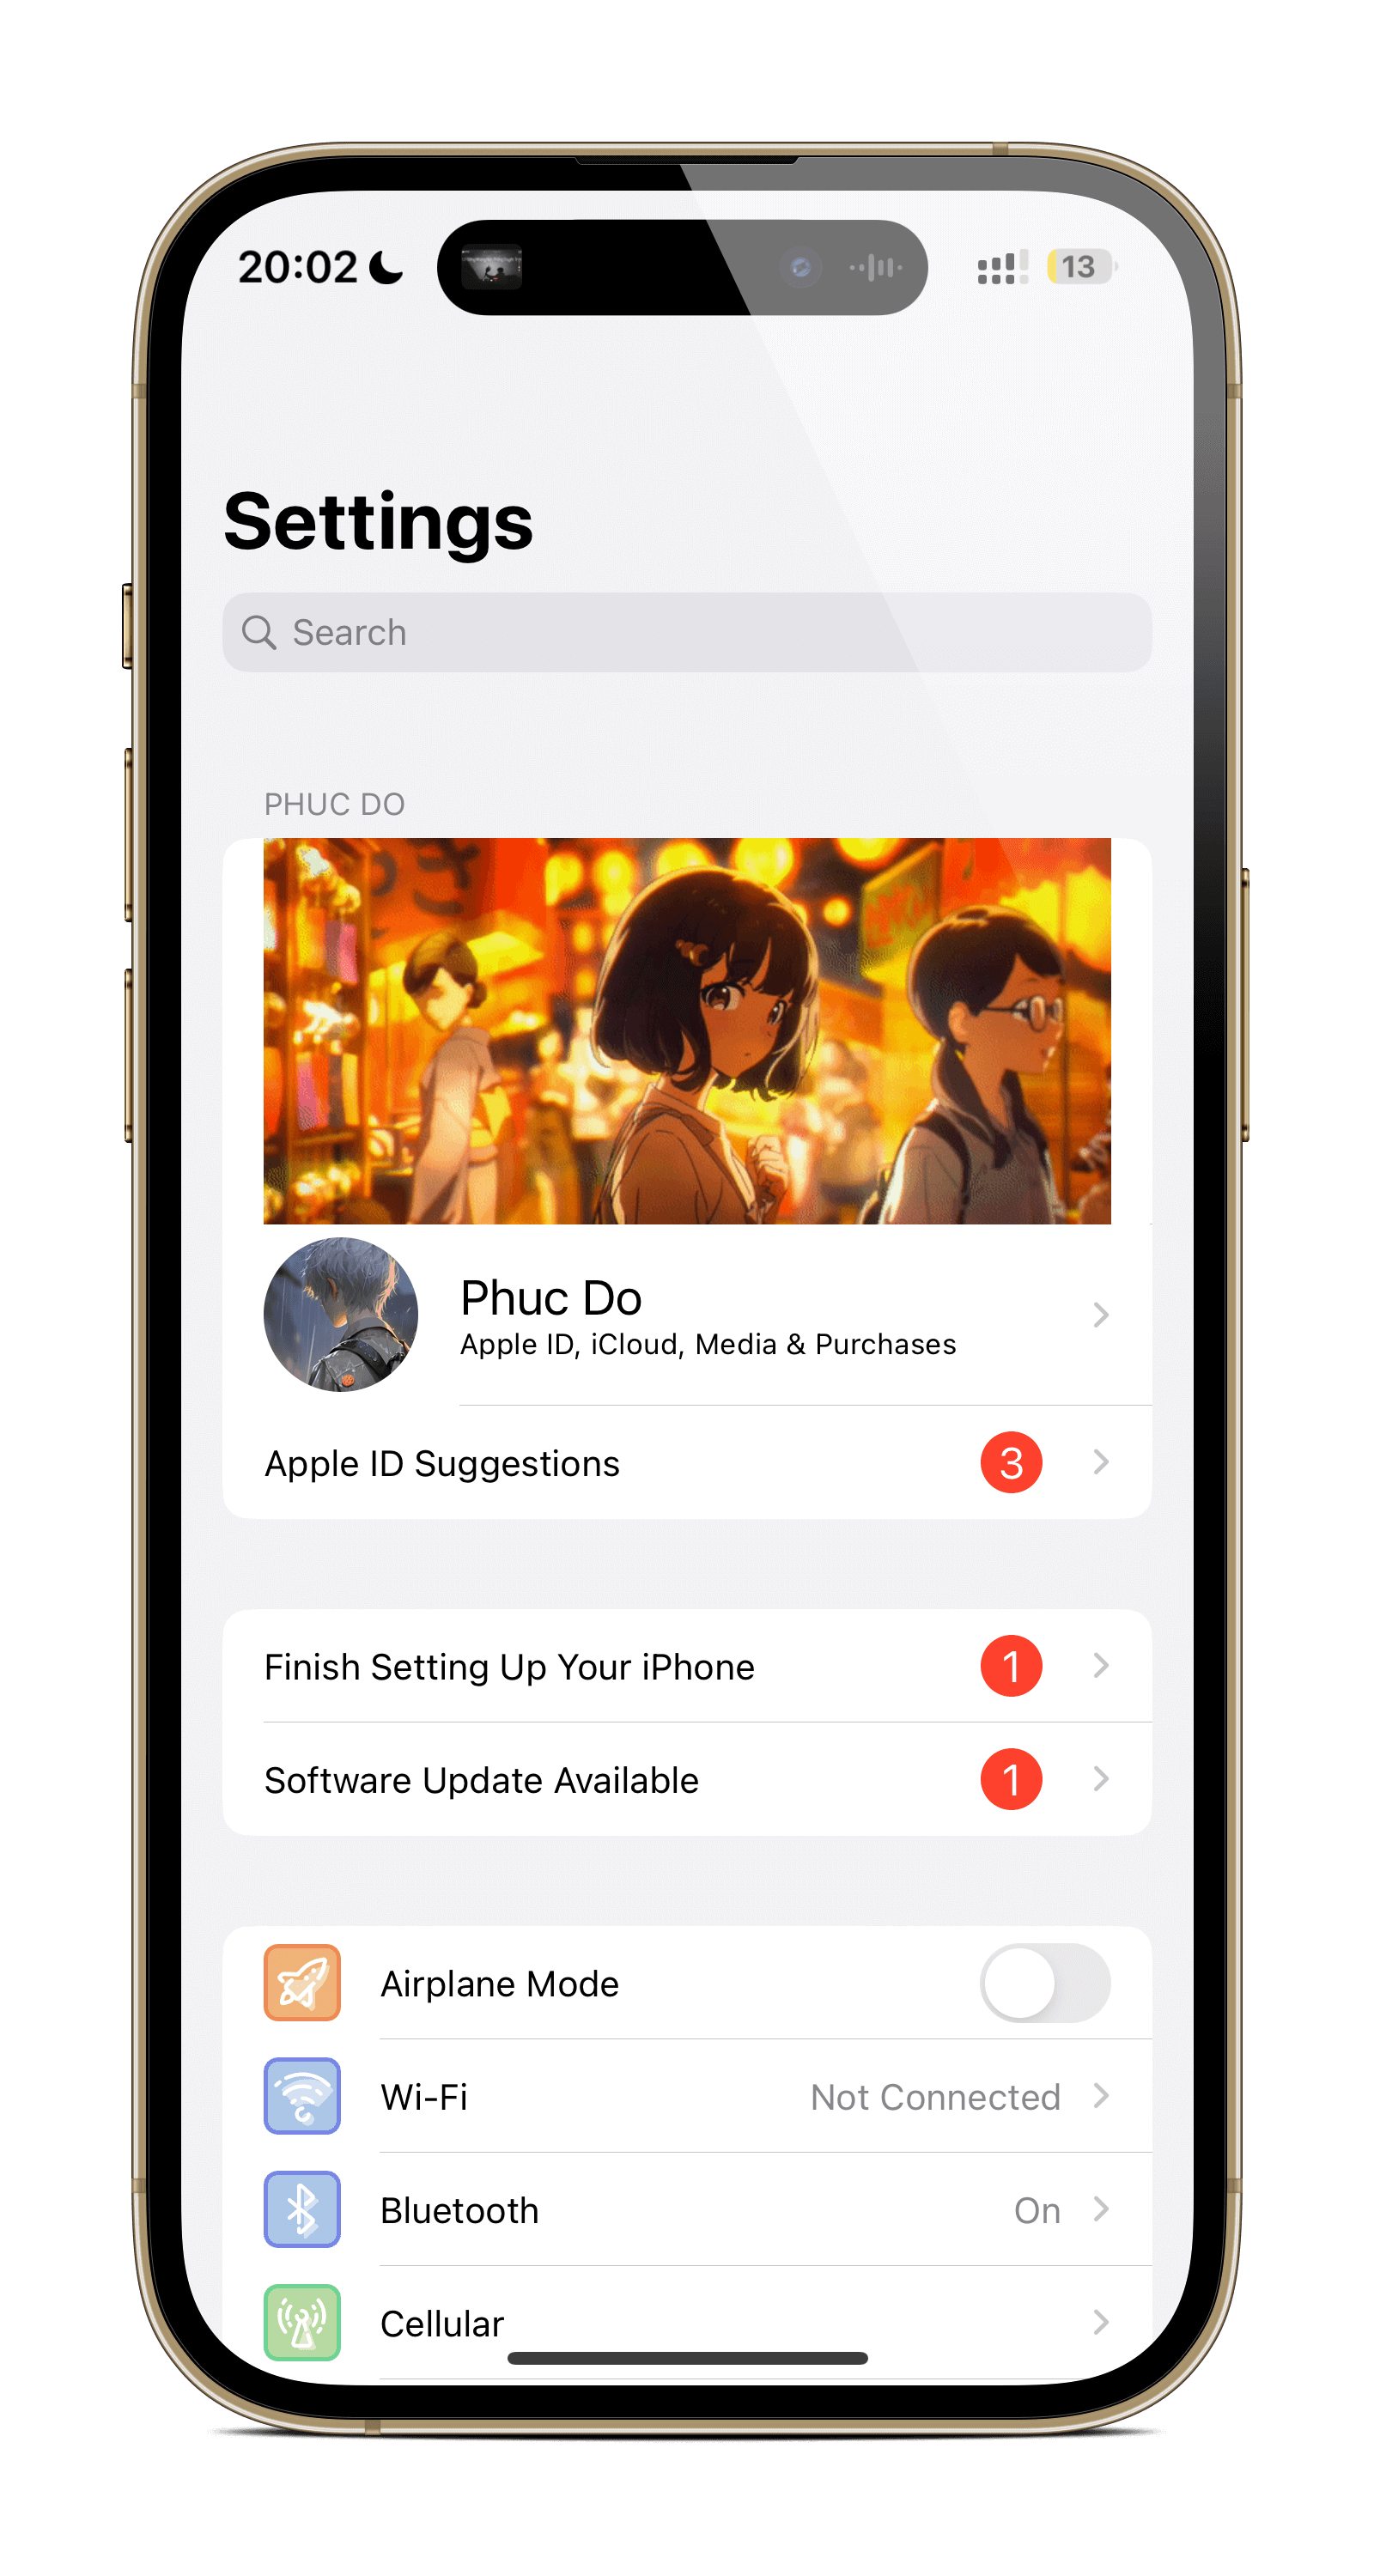 20:02
13
Settings
Search
PHUC DO
Phuc Do
Apple ID, iCloud, Media & Purchases
Apple ID Suggestions 3
Finish Setting Up Your iPhone 1
Software Update Available 1
Airplane Mode
Wi-Fi Not Connected
Bluetooth On
Cellular